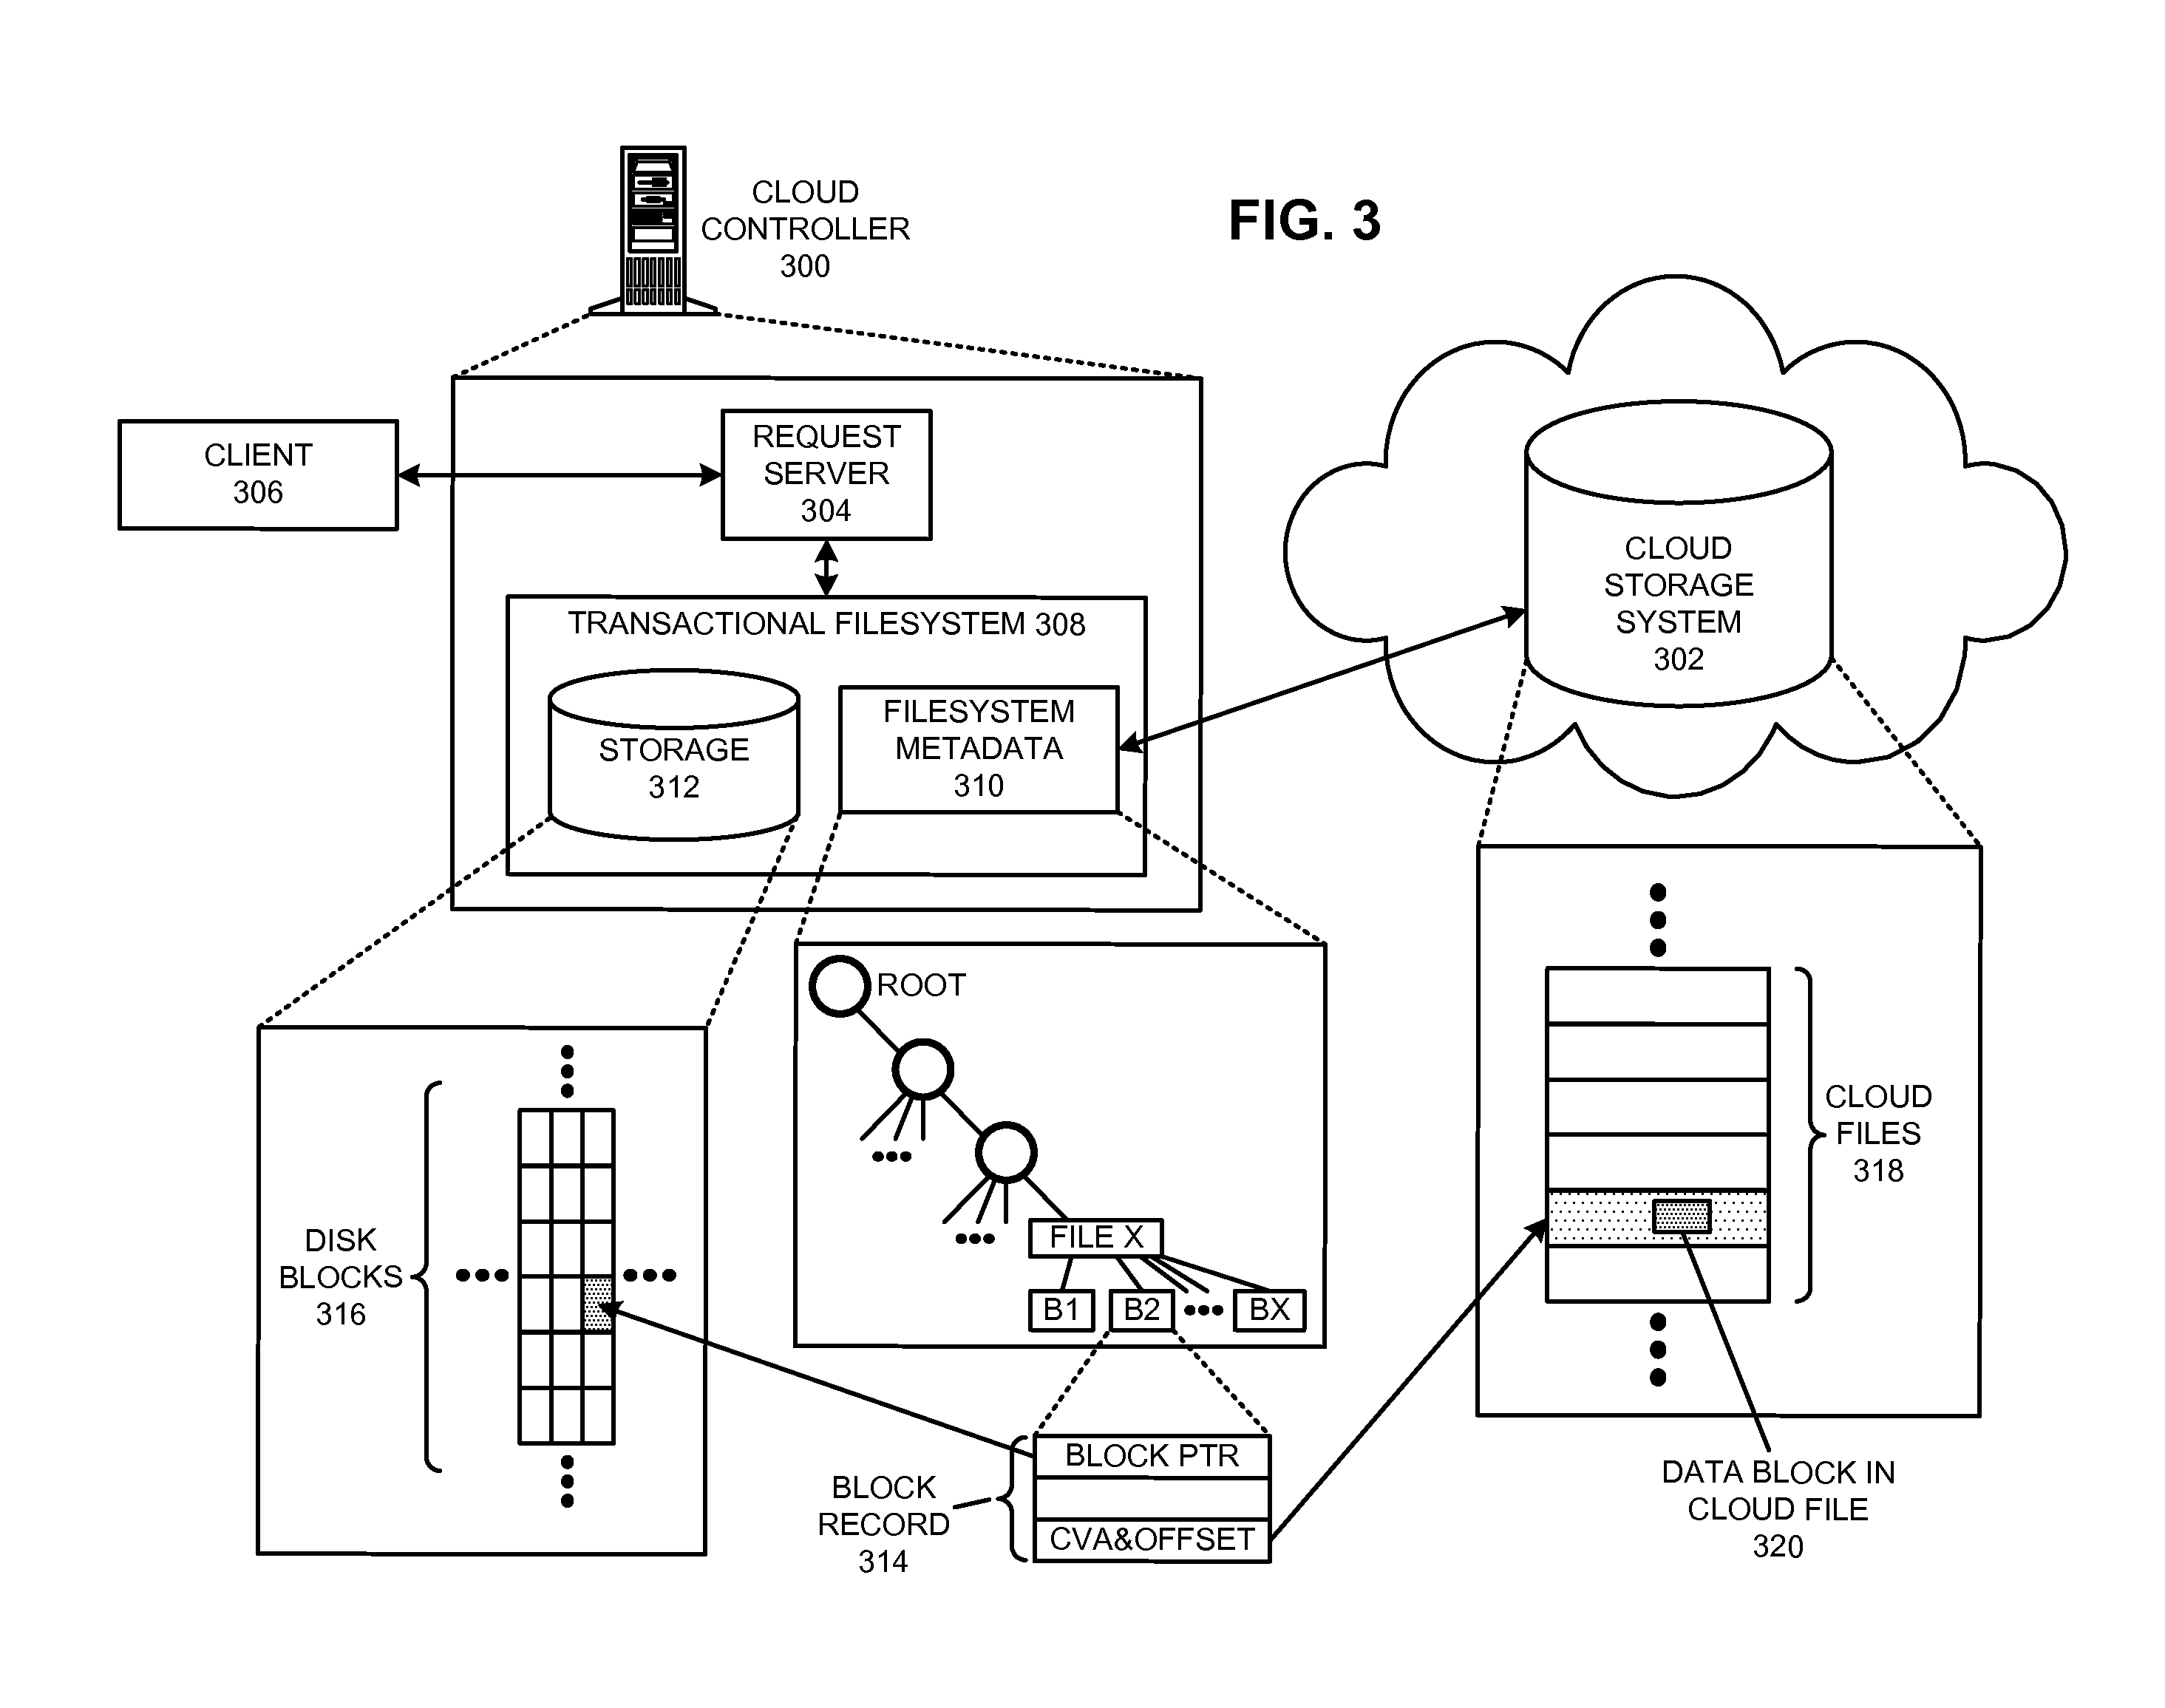 FIG. 3
CLOUD
CONTROLLER
300
CLIENT
306
REQUEST
SERVER
304
TRANSACTIONAL FILESYSTEM 308
STORAGE
312
FILESYSTEM
METADATA
310
CLOUD
STORAGE
SYSTEM
302
ROOT
FILE X
B1
B2
BX
DISK
BLOCKS
316
CLOUD
FILES
318
BLOCK
RECORD
314
BLOCK PTR
CVA&OFFSET
DATA BLOCK IN
CLOUD FILE
320